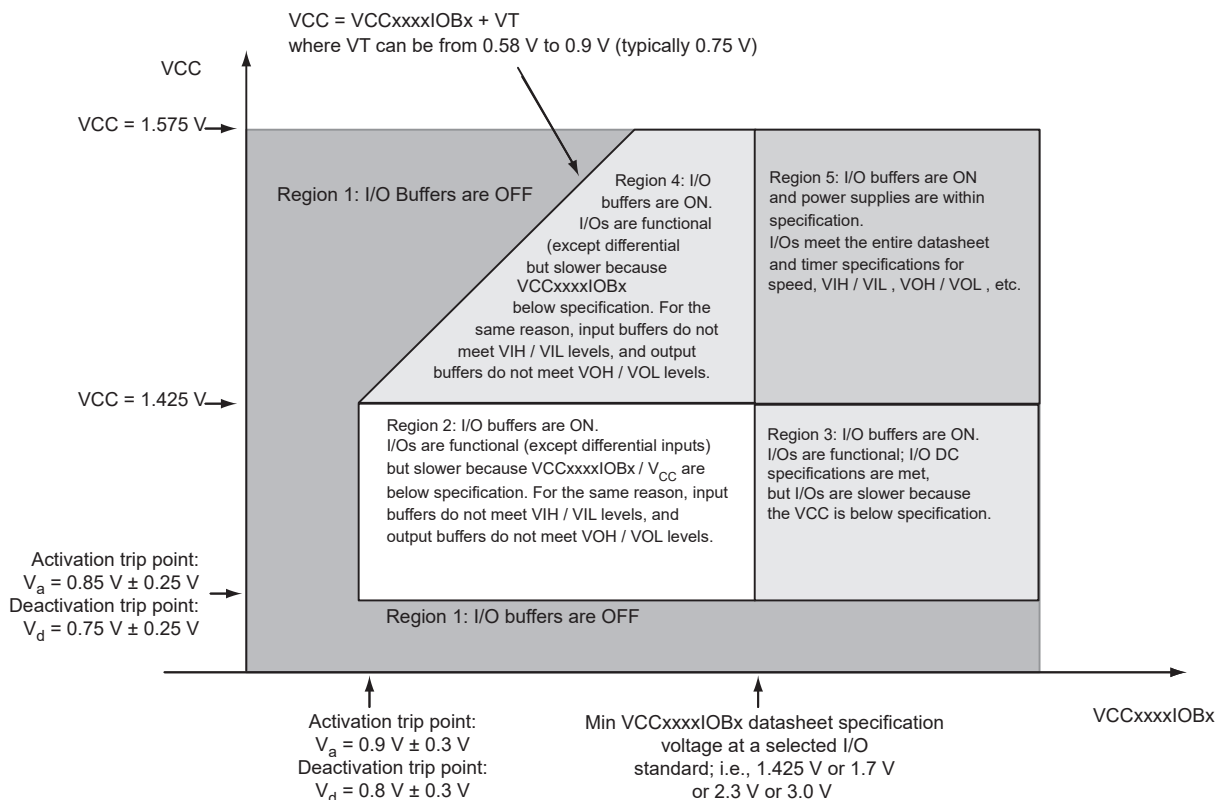 VCC = VCCxxxxIOBx + VT
where VT can be from 0.58 V to 0.9 V (typically 0.75 V)
VCC
VCC = 1.575 V
Region 1: I/O Buffers are OFF
Region 4: I/O
buffers are ON.
I/Os are functional
(except differential
but slower because
VCCxxxxIOBx
below specification. For the
same reason, input buffers do not
meet VIH / VIL levels, and output
buffers do not meet VOH / VOL levels.
Region 5: I/O buffers are ON
and power supplies are within
specification.
I/Os meet the entire datasheet
and timer specifications for
speed, VIH / VIL , VOH / VOL , etc.
VCC = 1.425 V
Region 2: I/O buffers are ON.
I/Os are functional (except differential inputs)
but slower because VCCxxxxIOBx / VCC are
below specification. For the same reason, input
buffers do not meet VIH / VIL levels, and
output buffers do not meet VOH / VOL levels.
Region 3: I/O buffers are ON.
I/Os are functional; I/O DC
specifications are met,
but I/Os are slower because
the VCC is below specification.
Activation trip point:
Va = 0.85 V ± 0.25 V
Deactivation trip point:
Vd = 0.75 V ± 0.25 V
Region 1: I/O buffers are OFF
Activation trip point:
Va = 0.9 V ± 0.3 V
Deactivation trip point:
Vd = 0.8 V ± 0.3 V
Min VCCxxxxIOBx datasheet specification
voltage at a selected I/O
standard; i.e., 1.425 V or 1.7 V
or 2.3 V or 3.0 V
VCCxxxxIOBx